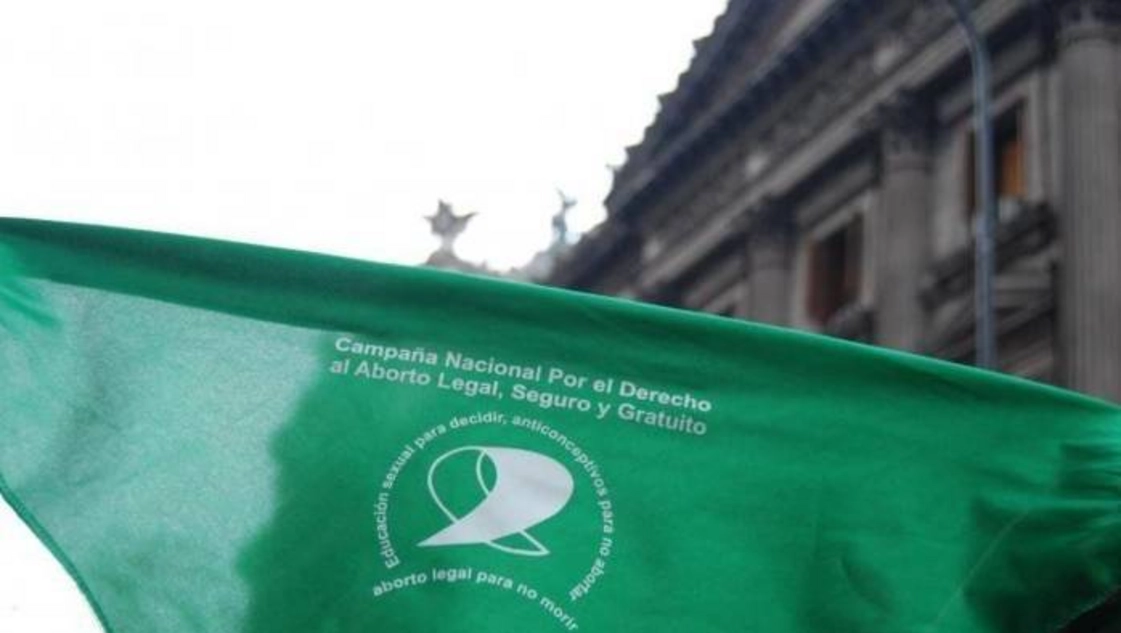 Campaña Nacional Por el Derecho
al Aborto Legal, Seguro y Gratuito
Educación sexual para decidir, anticonceptivos para no abortar
aborto legal para no morir